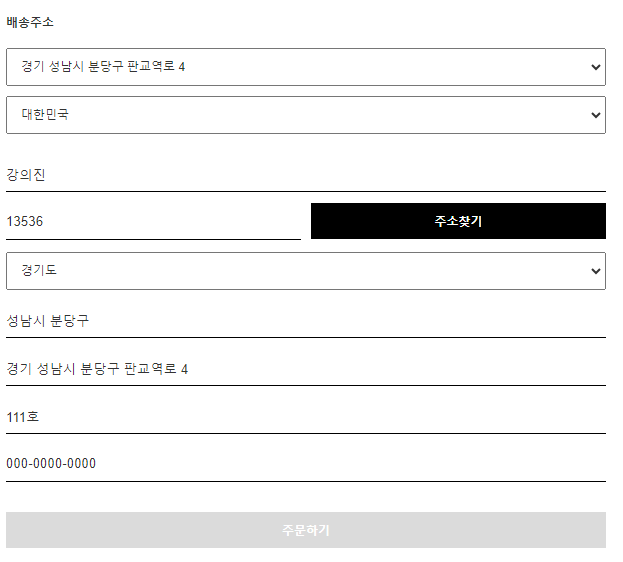 배송주소
경기 성남시 분당구 판교역로 4
대한민국
강의진
13536 주소찾기
경기도
성남시 분당구
경기 성남시 분당구 판교역로 4
111호
000-0000-0000
주문하기